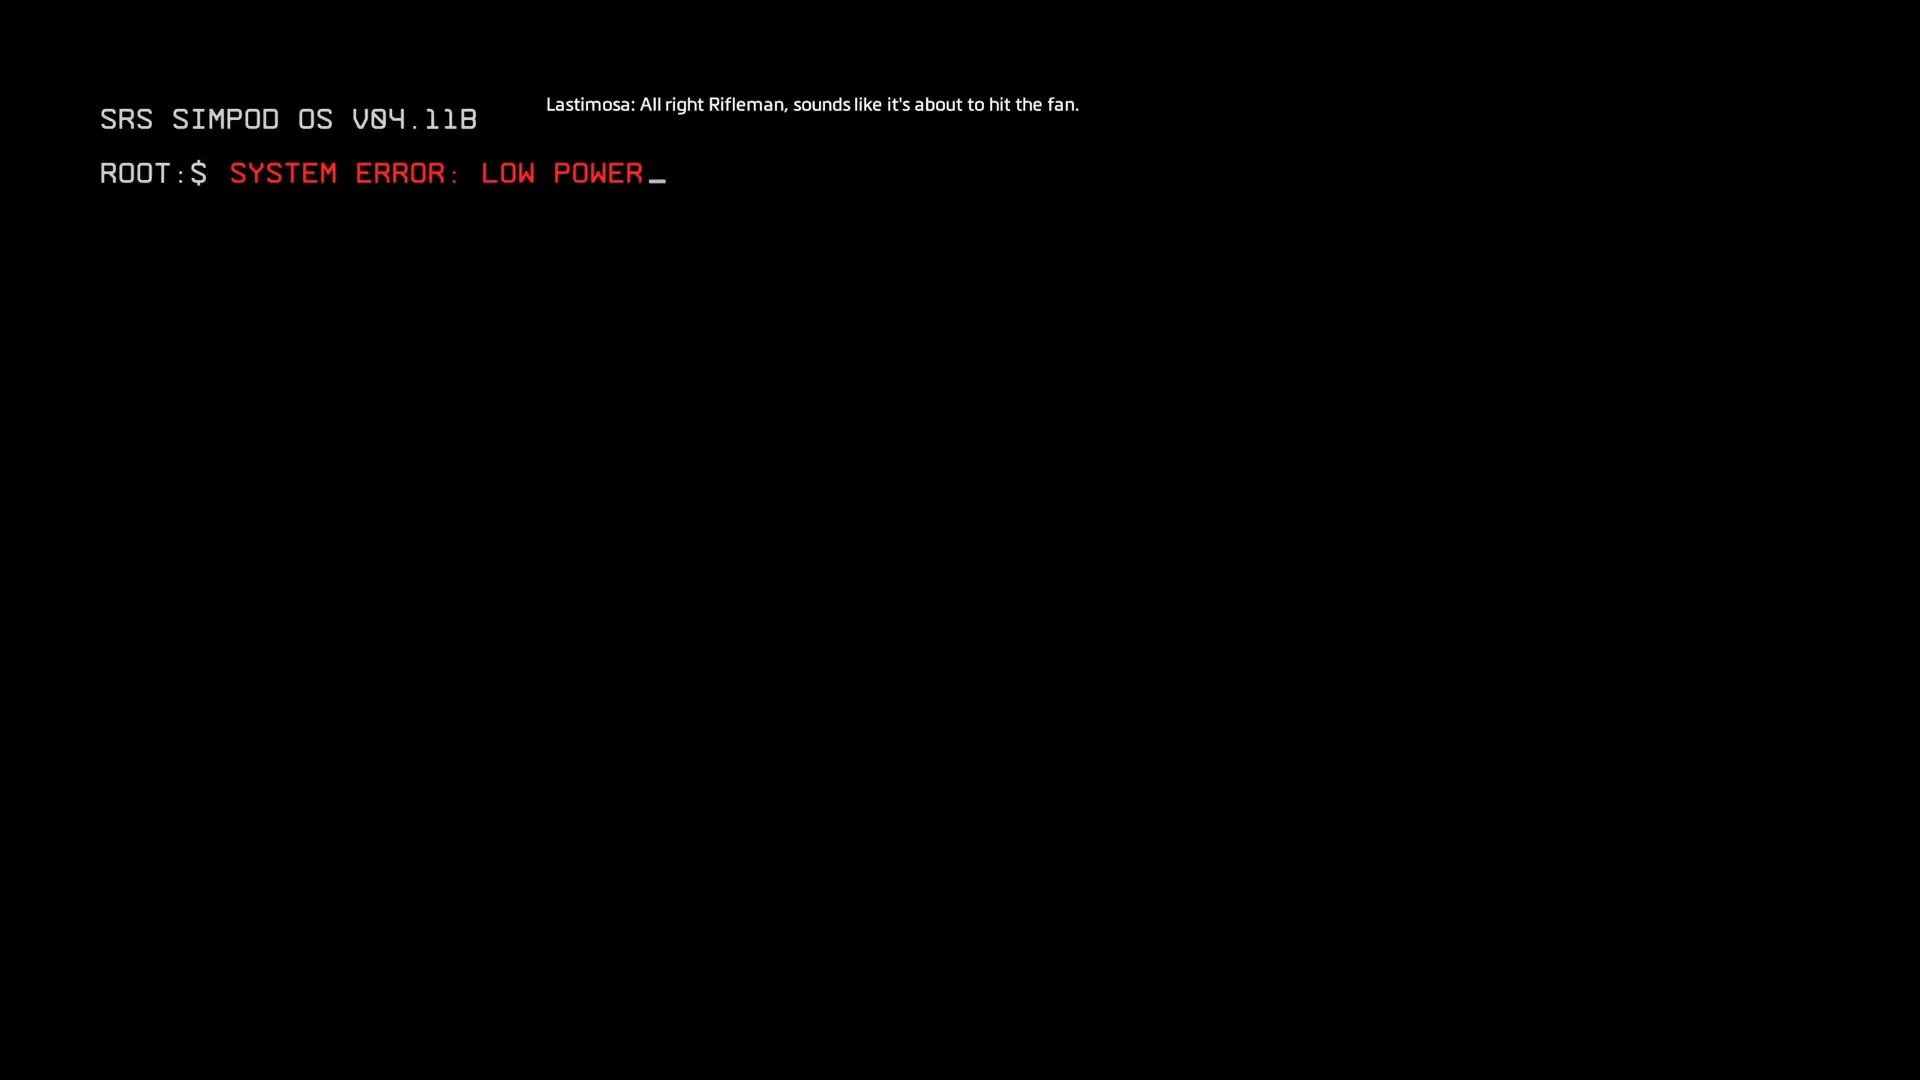 Lastimosa: All right Rifleman, sounds like it's about to hit the fan.
SRS SIMPOD OS V04.11B
ROOT:$ SYSTEM ERROR: LOW POWER_